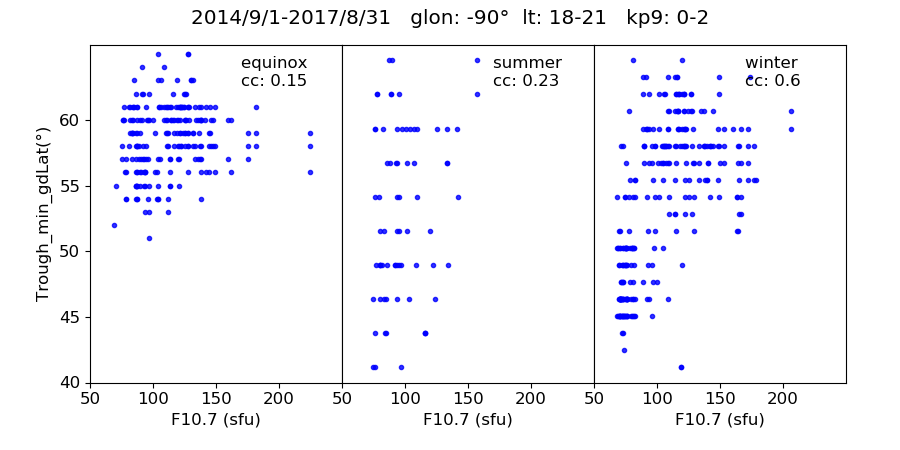 2014/9/1-2017/8/31 glon: -90° lt: 18-21 kp9: 0-2
equinox
cc: 0.15
summer
cc: 0.23
winter
cc: 0.6
Trough_min_gdLat(°)
60
55
50
45
40
50 100 150 200 50 100 150 200 50 100 150 200
F10.7 (sfu) F10.7 (sfu) F10.7 (sfu)